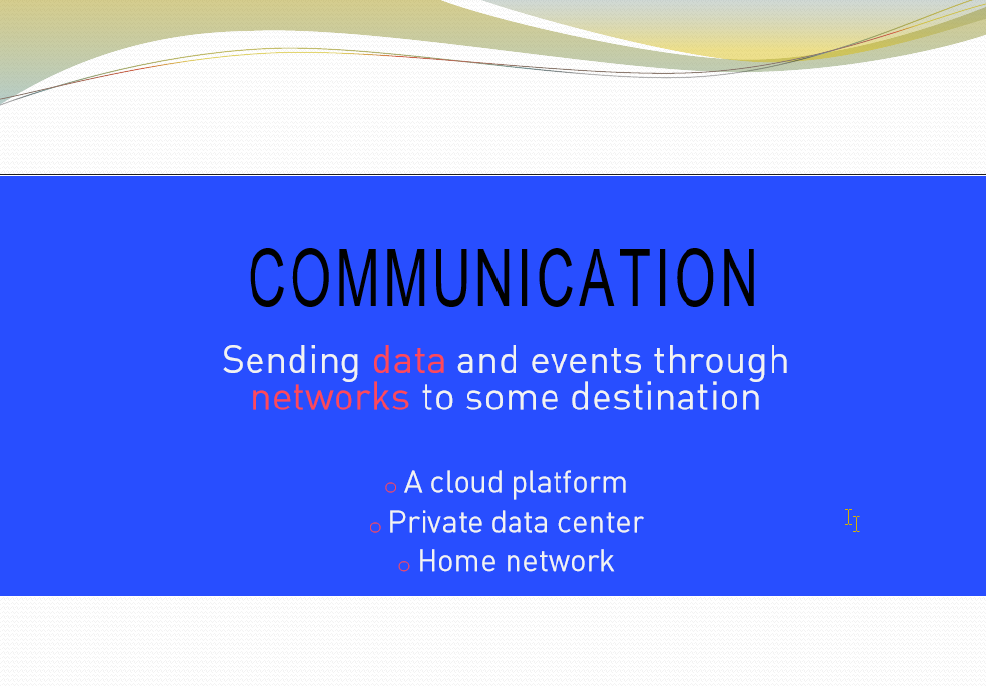 COMMUNICATION
Sending data and events through
networks to some destination
○ A cloud platform
○ Private data center
○ Home network